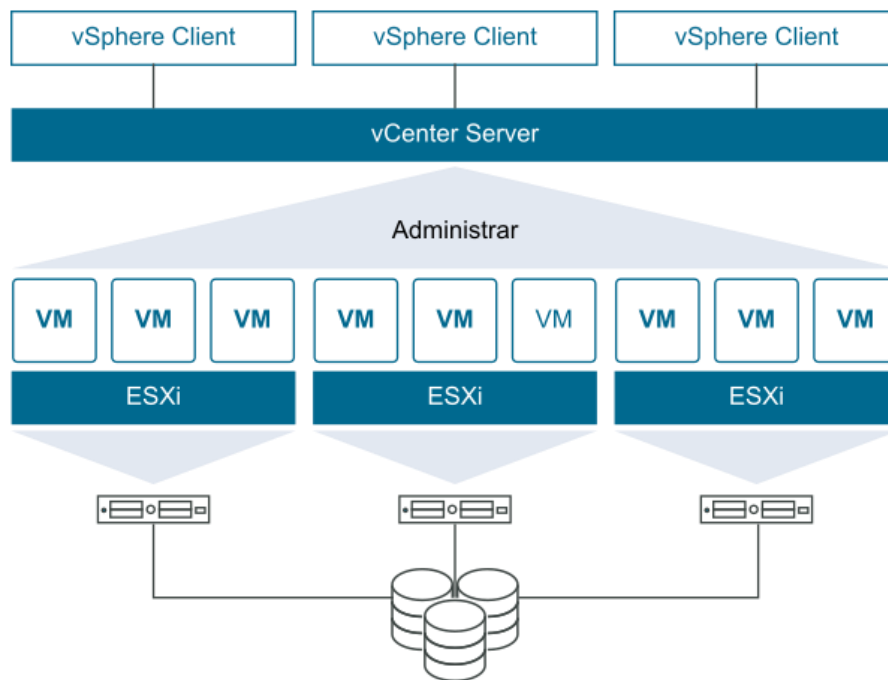 vSphere Client
vSphere Client
vSphere Client
vCenter Server
Administrar
VM
VM
VM
VM
VM
VM
VM
VM
VM
ESXi
ESXi
ESXi